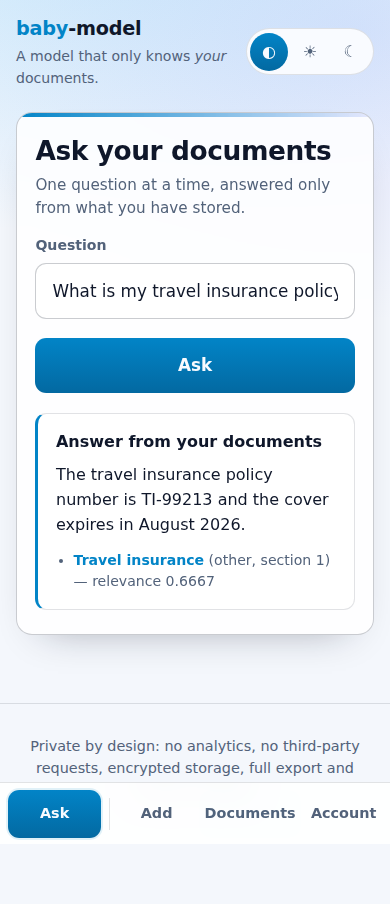 baby-model
A model that only knows your
documents.
Ask your documents
One question at a time, answered only
from what you have stored.
Question
What is my travel insurance policy
Ask
Answer from your documents
The travel insurance policy
number is TI-99213 and the cover
expires in August 2026.
• Travel insurance (other, section 1)
— relevance 0.6667
Private by design: no analytics, no third-party
requests, encrypted storage, full export and
Ask
Add
Documents
Account